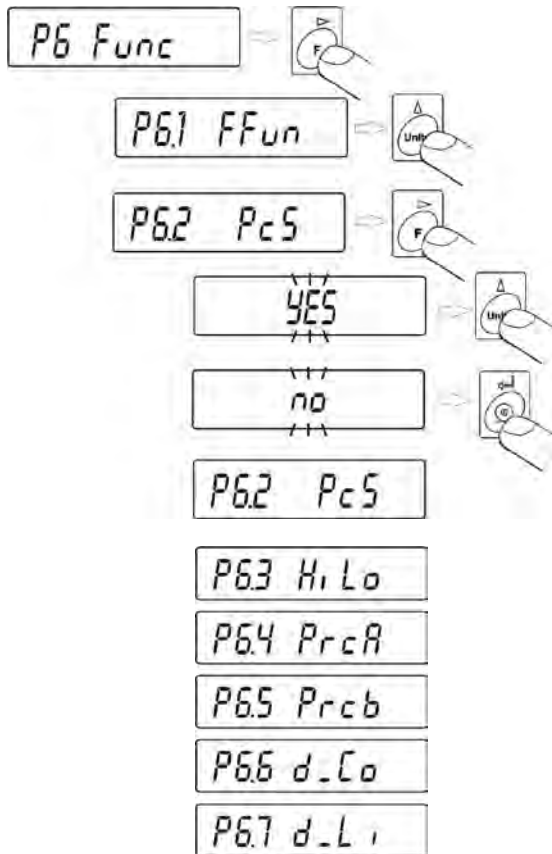 P6 Func
F
P6.1 FFun
Unit
P6.2 PcS
F
YES
Unit
no
P6.2 PcS
P6.3 HiLo
P6.4 PrcA
P6.5 Prcb
P6.6 d_Co
P6.7 d_Li